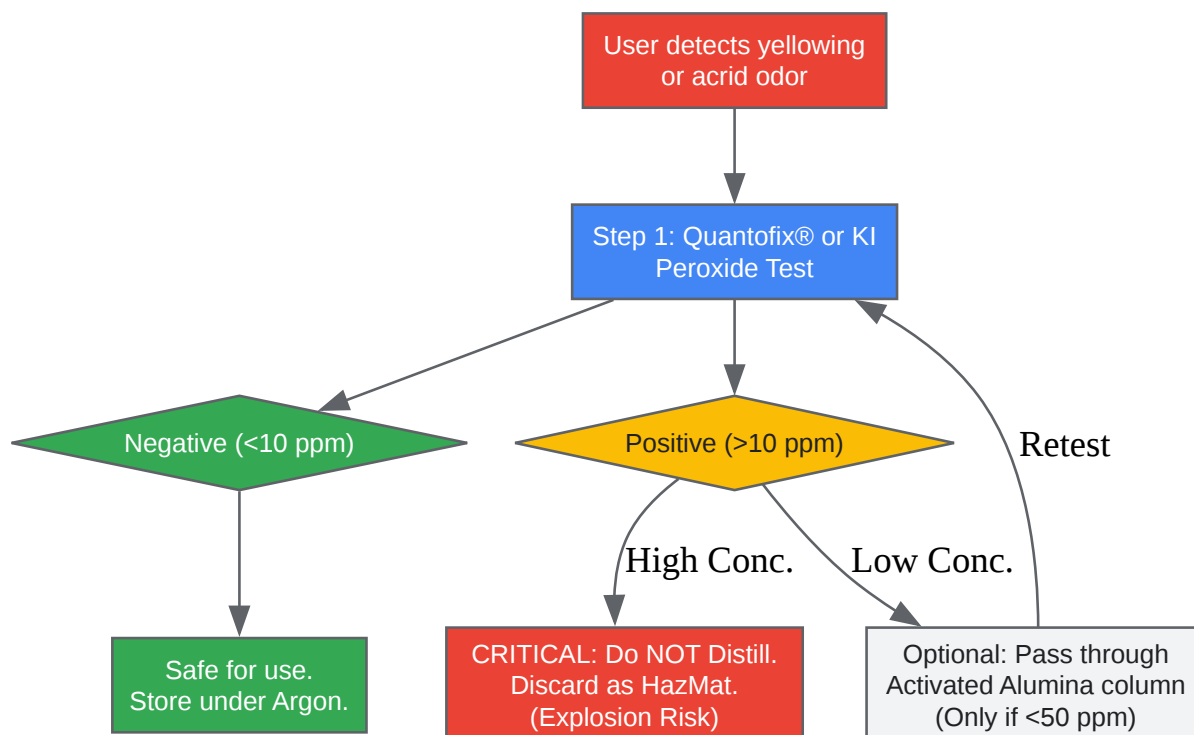 User detects yellowing
or acrid odor
Step 1: Quantofix® or KI
Peroxide Test
Negative (<10 ppm)
Positive (>10 ppm)
Retest
High Conc.
Low Conc.
Safe for use.
Store under Argon.
CRITICAL: Do NOT Distill.
Discard as HazMat.
(Explosion Risk)
Optional: Pass through
Activated Alumina column
(Only if <50 ppm)